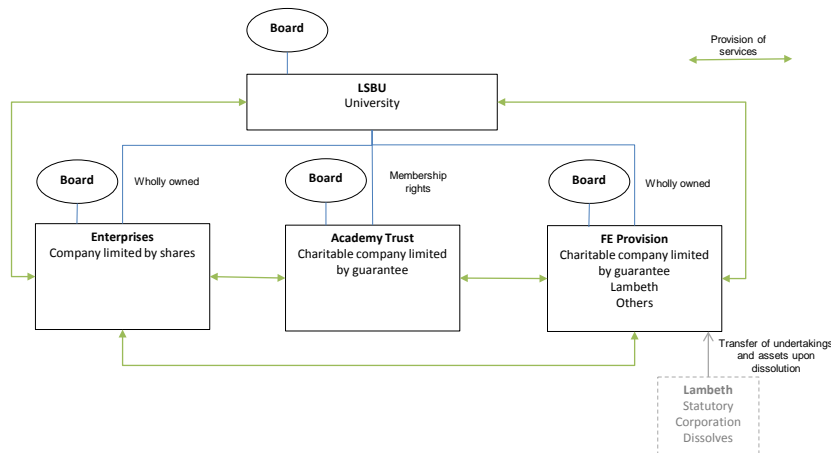 Board
Provision of
services
LSBU
University
Board
Wholly owned
Board
Membership
rights
Board
Wholly owned
Enterprises
Company limited by shares
Academy Trust
Charitable company limited
by guarantee
FE Provision
Charitable company limited
by guarantee
Lambeth
Others
Transfer of undertakings
and assets upon
dissolution
Lambeth
Statutory
Corporation
Dissolves